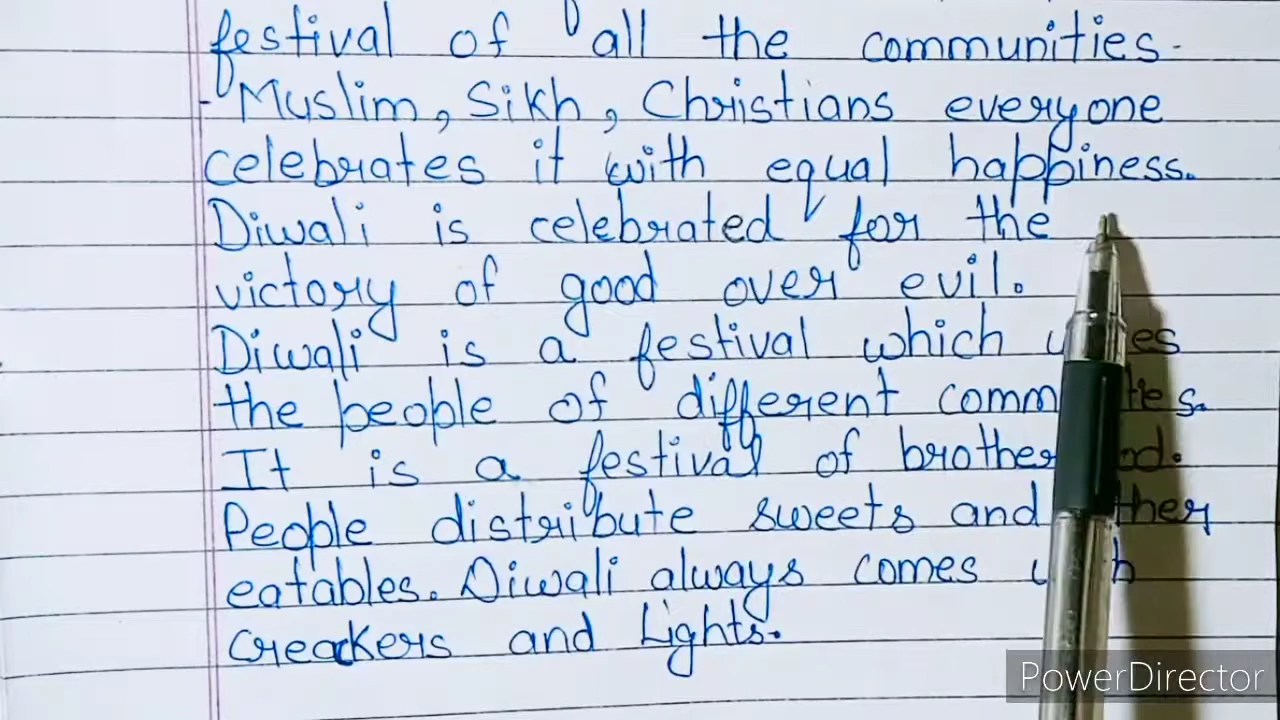 festival of all the communities.
Muslim, Sikh, Christians everyone
celebrates it with equal happiness.
Diwali is celebrated for the
victory of good over evil.
Diwali is a festival which
the people of different
It is a festival of
People distribute sweets and
eatables. Diwali always comes
Creackers and Lights.
PowerDirector